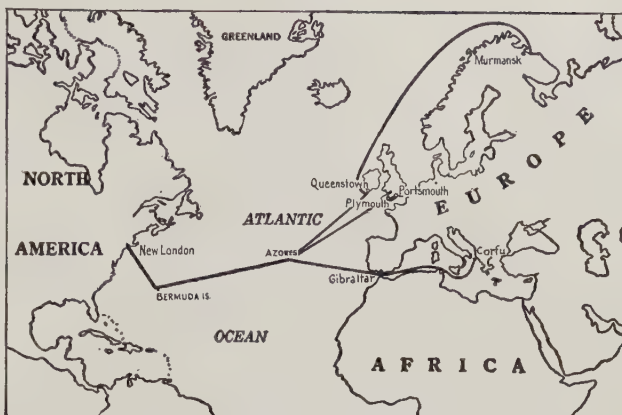 GREENLAND
Murmansk
NORTH
Queenstown
Portsmouth
Plymouth
EUROPE
ATLANTIC
AMERICA
New London
AZORES
Corfu
Gibraltar
BERMUDA IS.
OCEAN
AFRICA